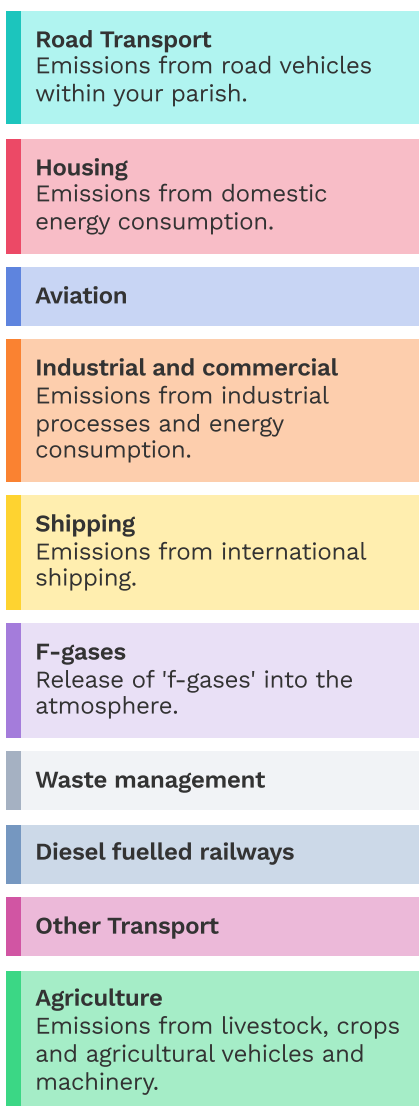 Road Transport
Emissions from road vehicles
within your parish.
Housing
Emissions from domestic
energy consumption.
Aviation
Industrial and commercial
Emissions from industrial
processes and energy
consumption.
Shipping
Emissions from international
shipping.
F-gases
Release of 'f-gases' into the
atmosphere.
Waste management
Diesel fuelled railways
Other Transport
Agriculture
Emissions from livestock, crops
and agricultural vehicles and
machinery.